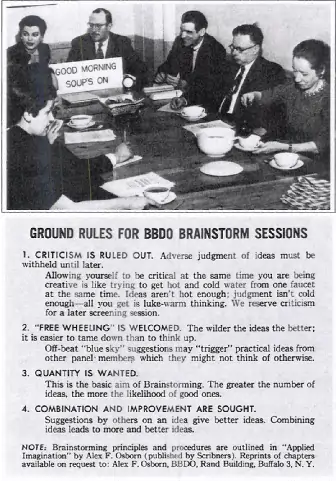 GOOD MORNING
SOUP'S ON
GROUND RULES FOR BBDO BRAINSTORM SESSIONS
1. CRITICISM IS RULED OUT. Adverse judgment of ideas must be
withheld until later.
Allowing yourself to be critical at the same time you are being
creative is like trying to get hot and cold water from one faucet
at the same time. Ideas aren't hot enough; judgment isn't cold
enough—all you get is luke-warm thinking. We reserve criticism
for a later screening session.
2. "FREE WHEELING" IS WELCOMED. The wilder the ideas the better;
it is easier to tame down than to think up.
Off-beat "blue sky" suggestions may "trigger" practical ideas from
other panel members which they might not think of otherwise.
3. QUANTITY IS WANTED.
This is the basic aim of Brainstorming. The greater the number of
ideas, the more the likelihood of good ones.
4. COMBINATION AND IMPROVEMENT ARE SOUGHT.
Suggestions by others on an idea give better ideas. Combining
ideas leads to more and better ideas.
NOTE: Brainstorming principles and procedures are outlined in "Applied
Imagination" by Alex F. Osborn (published by Scribners). Reprints of chapters
available on request to: Alex F. Osborn, BBDO, Rand Building, Buffalo 3, N. Y.